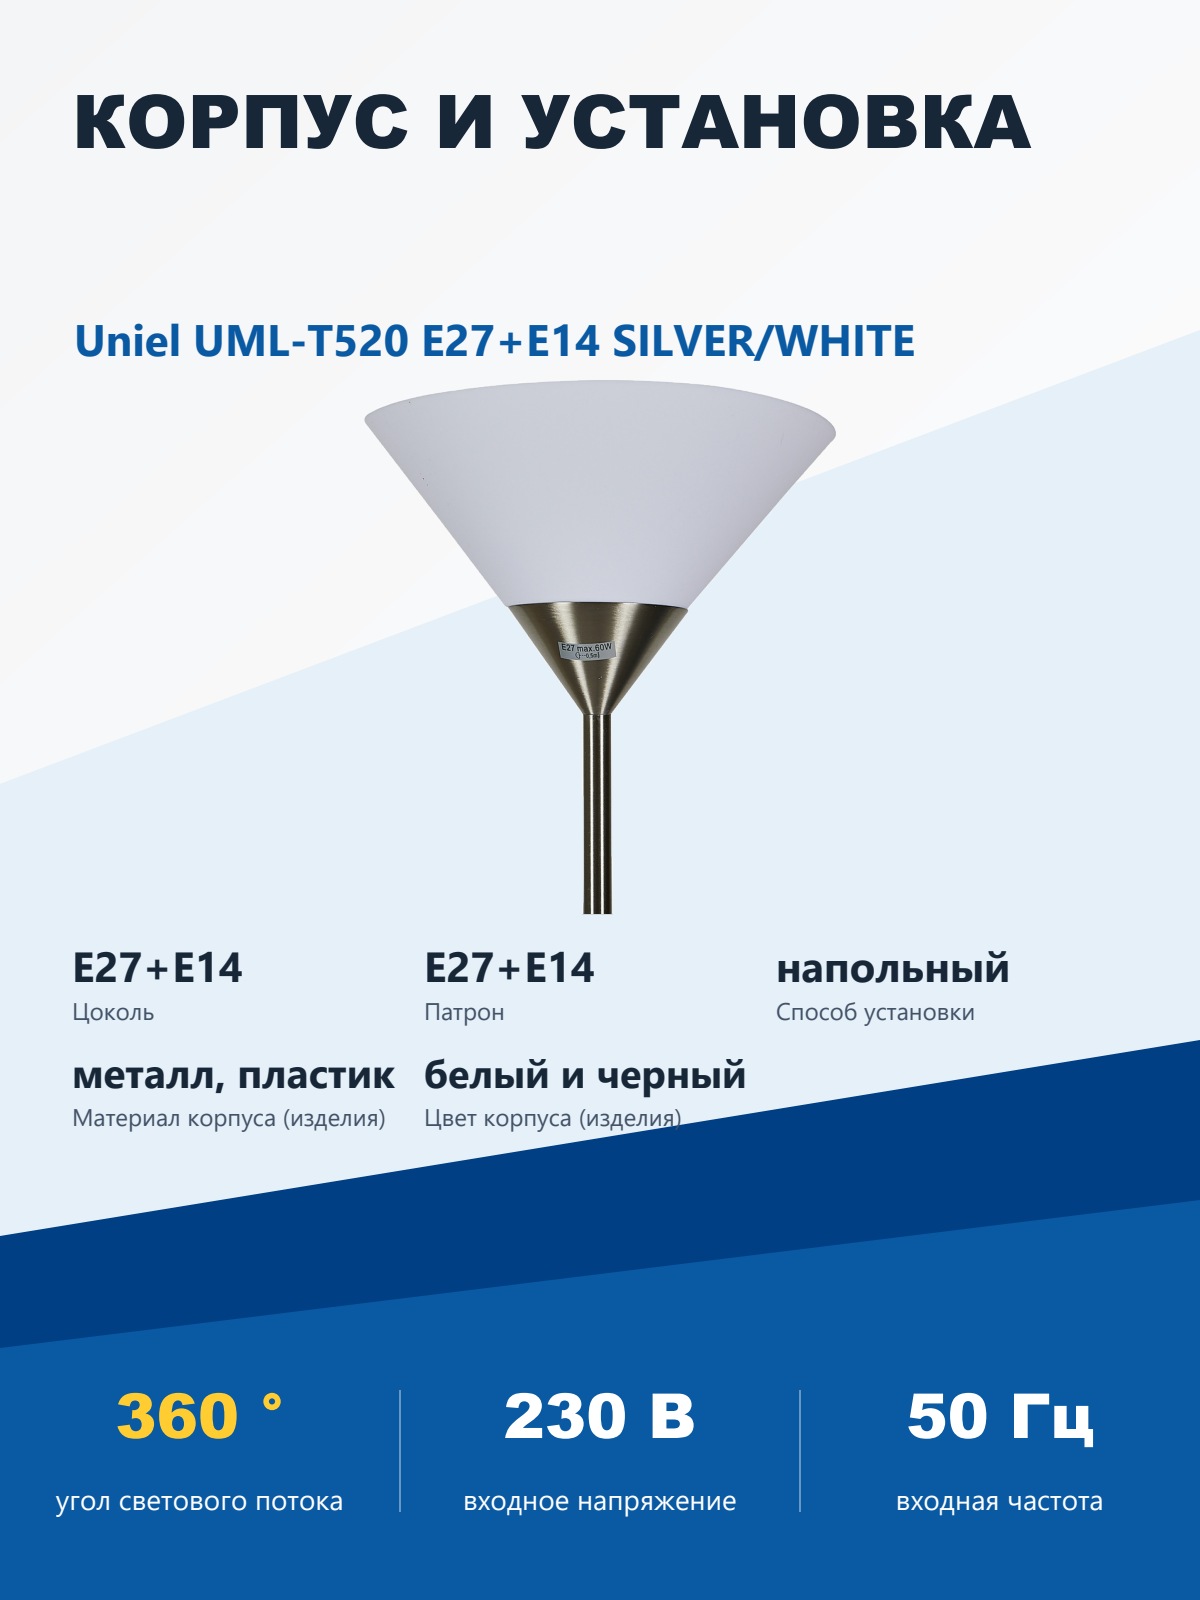 КОРПУС И УСТАНОВКА
Uniel UML-T520 E27+E14 SILVER/WHITE
E27 max.60W
E27+E14
Цоколь
E27+E14
Патрон
напольный
Способ установки
металл, пластик
Материал корпуса (изделия)
белый и черный
Цвет корпуса (изделия)
360 °
угол светового потока
230 В
входное напряжение
50 Гц
входная частота